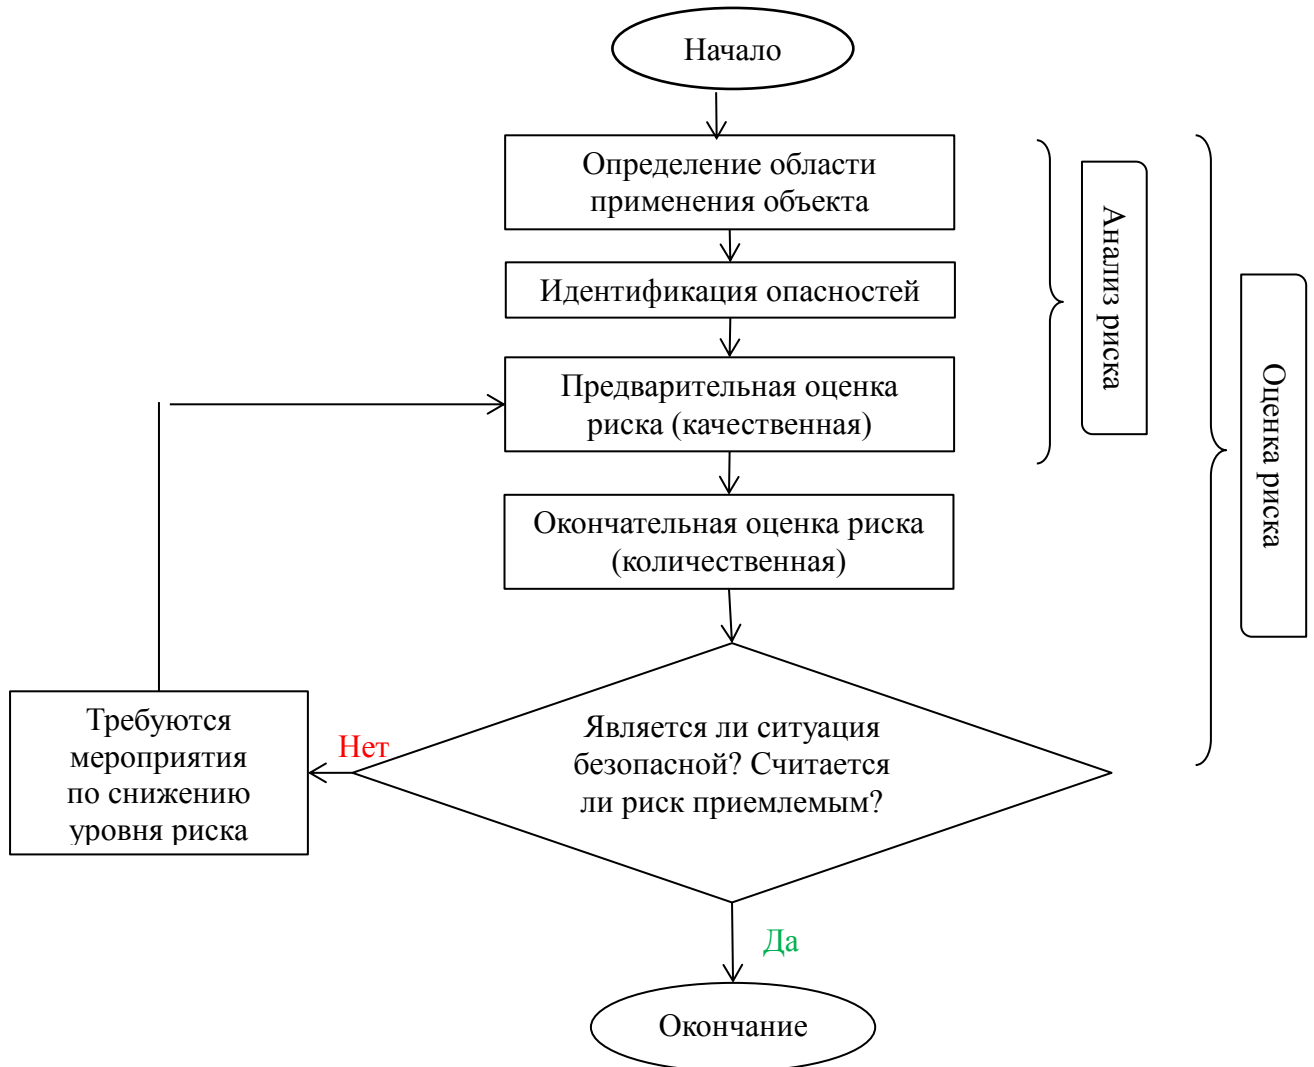 Начало
Определение области
применения объекта
Идентификация опасностей
Предварительная оценка
риска (качественная)
Окончательная оценка риска
(количественная)
Является ли ситуация
безопасной? Считается
ли риск приемлемым?
Нет
Требуются
мероприятия
по снижению
уровня риска
Да
Окончание
Анализ риска
Оценка риска